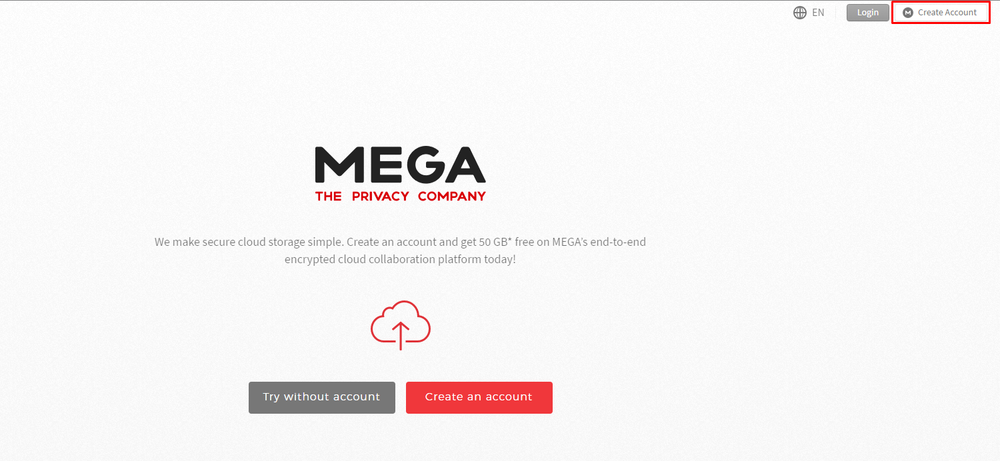 EN
Login
Create Account
MEGA
THE PRIVACY COMPANY
We make secure cloud storage simple. Create an account and get 50 GB* free on MEGA’s end-to-end
encrypted cloud collaboration platform today!
Try without account
Create an account